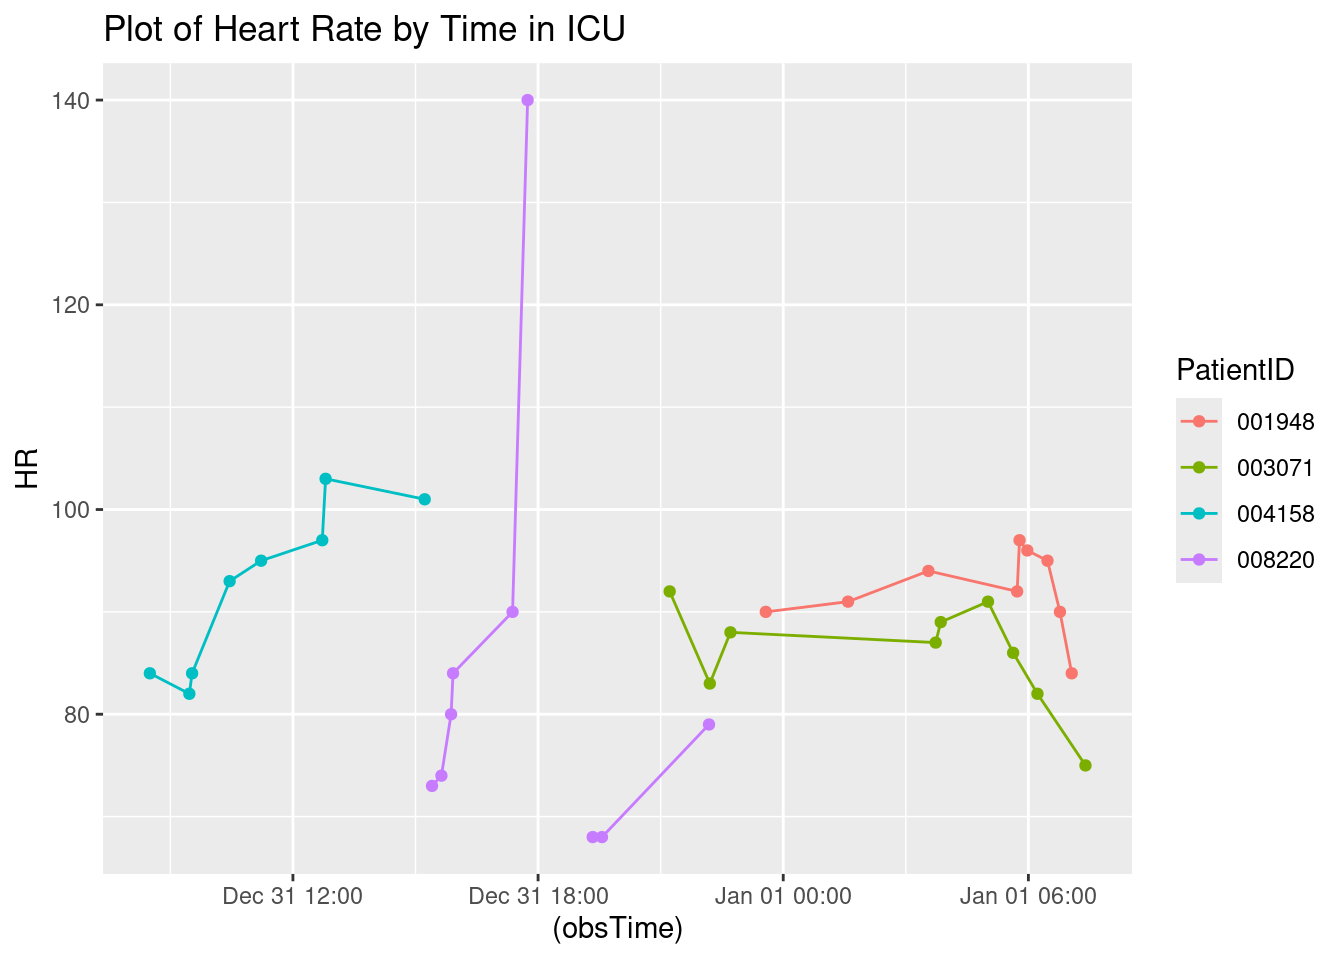 Plot of Heart Rate by Time in ICU
140
120
100
80
HR
Dec 31 12:00
Dec 31 18:00
Jan 01 00:00
Jan 01 06:00
(obsTime)
PatientID
001948
003071
004158
008220